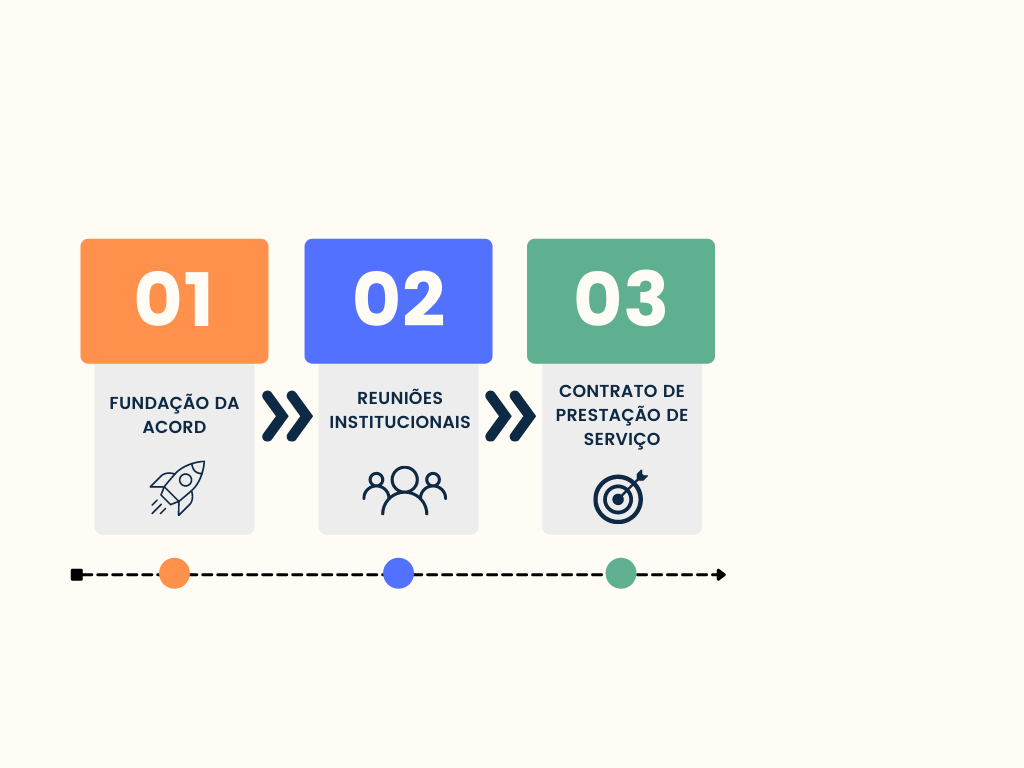 01
FUNDAÇÃO DA
ACORD
02
REUNIÕES
INSTITUCIONAIS
03
CONTRATO DE
PRESTAÇÃO DE
SERVIÇO